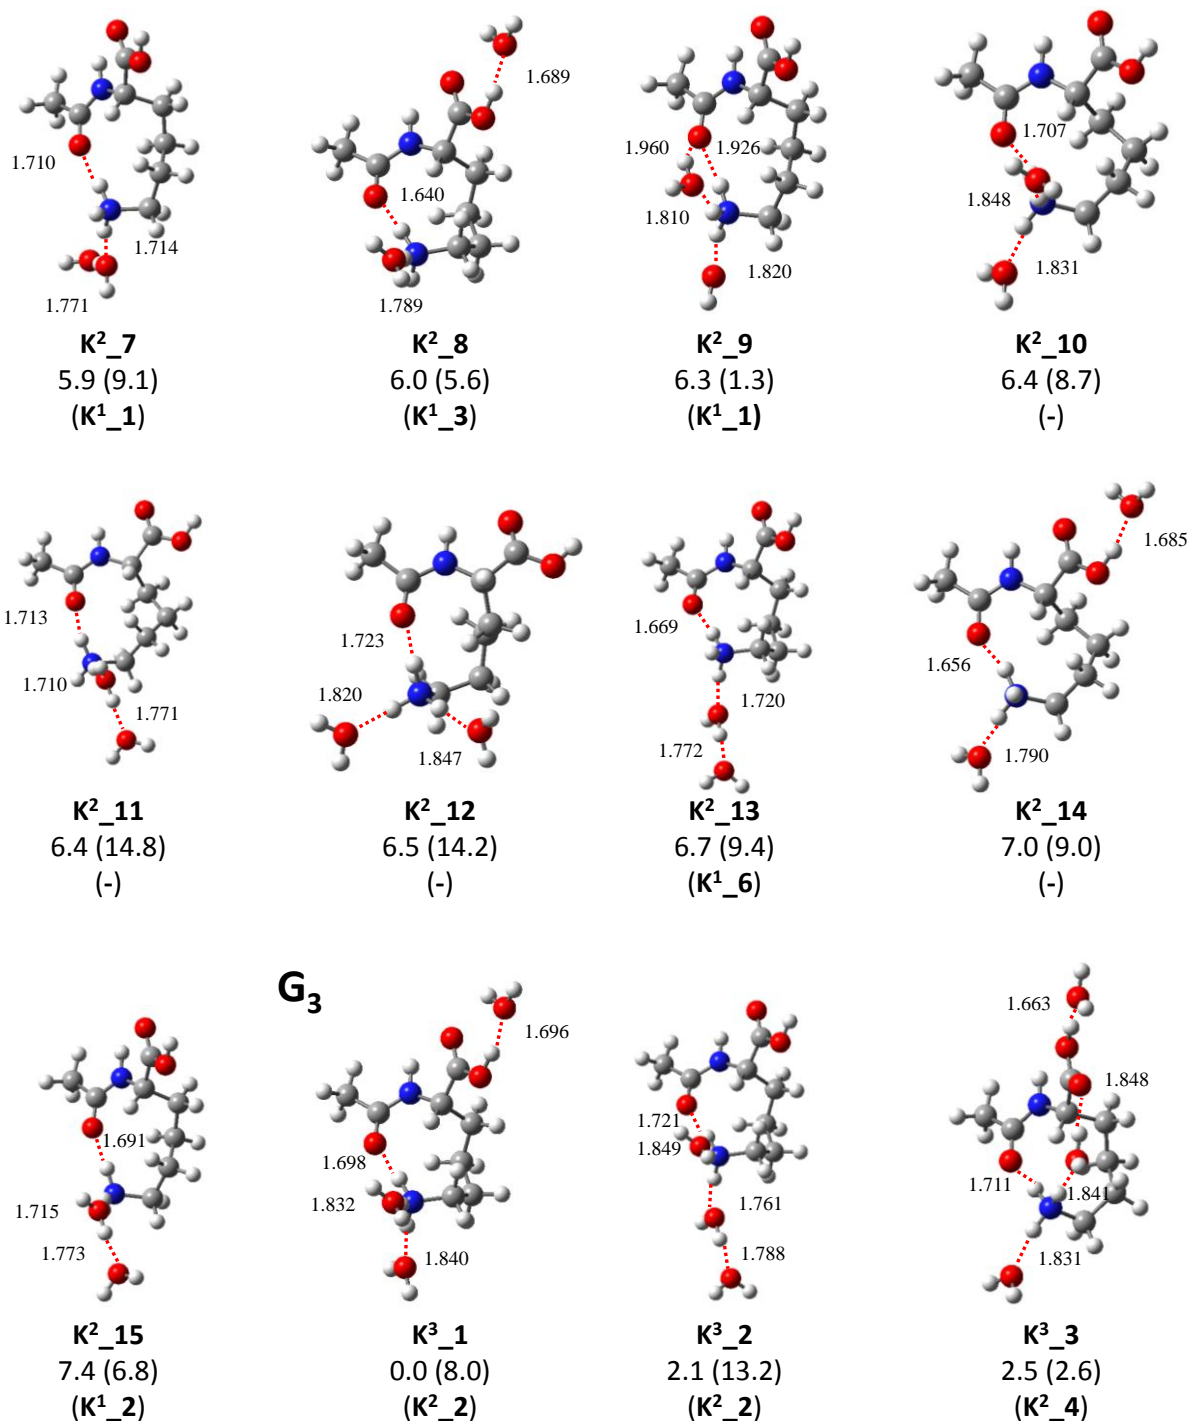 1.710
1.714
1.771
K²_7
5.9 (9.1)
(K¹_1)
1.689
1.640
1.789
K²_8
6.0 (5.6)
(K¹_3)
1.960
1.926
1.810
1.820
K²_9
6.3 (1.3)
(K¹_1)
1.707
1.848
1.831
K²_10
6.4 (8.7)
(-)
1.713
1.710
1.771
K²_11
6.4 (14.8)
(-)
1.723
1.820
1.847
K²_12
6.5 (14.2)
(-)
1.669
1.720
1.772
K²_13
6.7 (9.4)
(K¹_6)
1.685
1.656
1.790
K²_14
7.0 (9.0)
(-)
1.691
1.715
1.773
K²_15
7.4 (6.8)
(K¹_2)
G₃
1.696
1.698
1.832
1.840
K³_1
0.0 (8.0)
(K²_2)
1.721
1.849
1.761
1.788
K³_2
2.1 (13.2)
(K²_2)
1.663
1.848
1.711
1.841
1.831
K³_3
2.5 (2.6)
(K²_4)